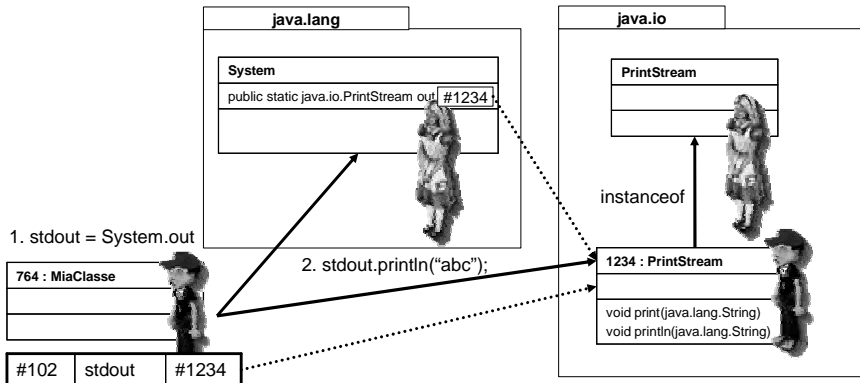 java.lang
System
public static java.io.PrintStream out #1234
java.io
PrintStream
instanceof
1. stdout = System.out
2. stdout.println(“abc”);
764 : MiaClasse
#102 stdout #1234
1234 : PrintStream
void print(java.lang.String)
void println(java.lang.String)